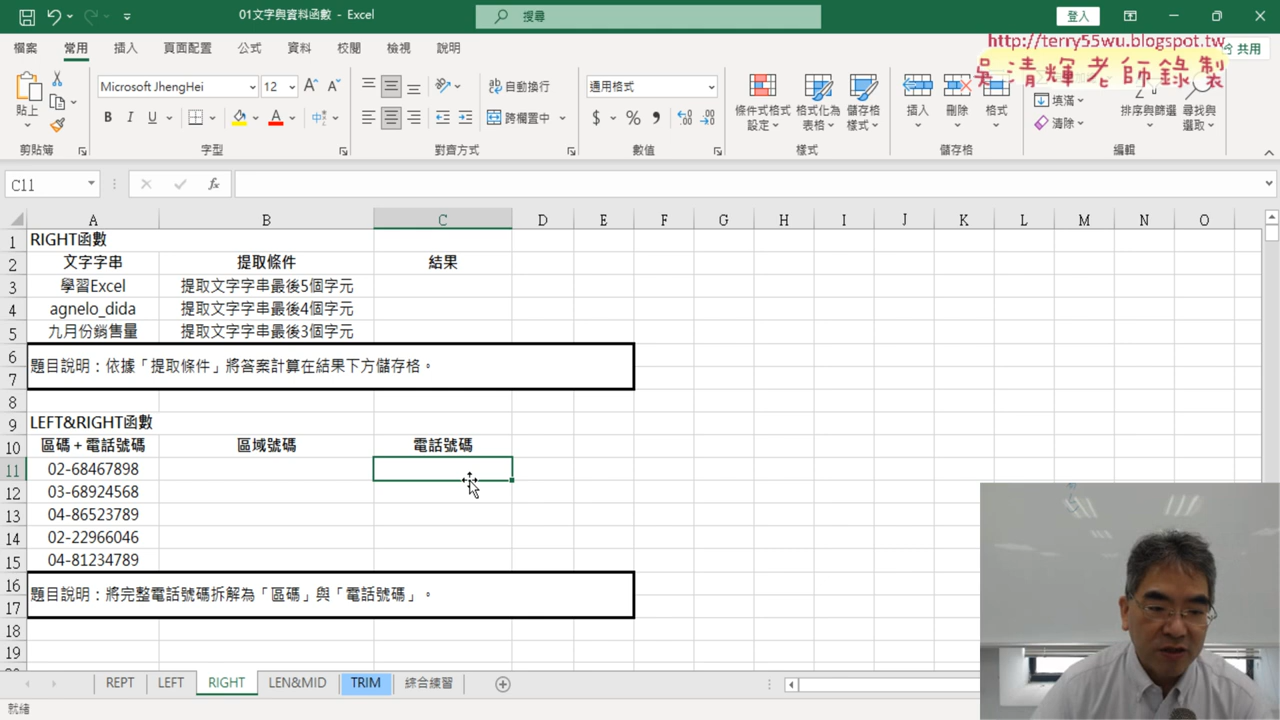 01文字與資料函數 - Excel
搜尋
登入
http://terry55wu.blogspot.tw
吳清輝老師錄製
檔案 常用 插入 頁面配置 公式 資料 校閱 檢視 說明
共用
貼上
Microsoft JhengHei 12
自動換行
跨欄置中
通用格式
條件式格式設定
格式化為表格
儲存格樣式
插入 刪除 格式
填滿
清除
排序與篩選
尋找與選取
剪貼簿 字型 對齊方式 數值 樣式 儲存格 編輯
C11
A B C D E F G H I J K L M N O
1 RIGHT函數
2 文字字串 提取條件 結果
3 學習Excel 提取文字字串最後5個字元
4 agnelo_dida 提取文字字串最後4個字元
5 九月份銷售量 提取文字字串最後3個字元
6
題目說明：依據「提取條件」將答案計算在結果下方儲存格。
7
8
9 LEFT&RIGHT函數
10 區碼＋電話號碼 區域號碼 電話號碼
11 02-68467898
12 03-68924568
13 04-86523789
14 02-22966046
15 04-81234789
16
題目說明：將完整電話號碼拆解為「區碼」與「電話號碼」。
17
18
19
REPT LEFT RIGHT LEN&MID TRIM 綜合練習
就緒